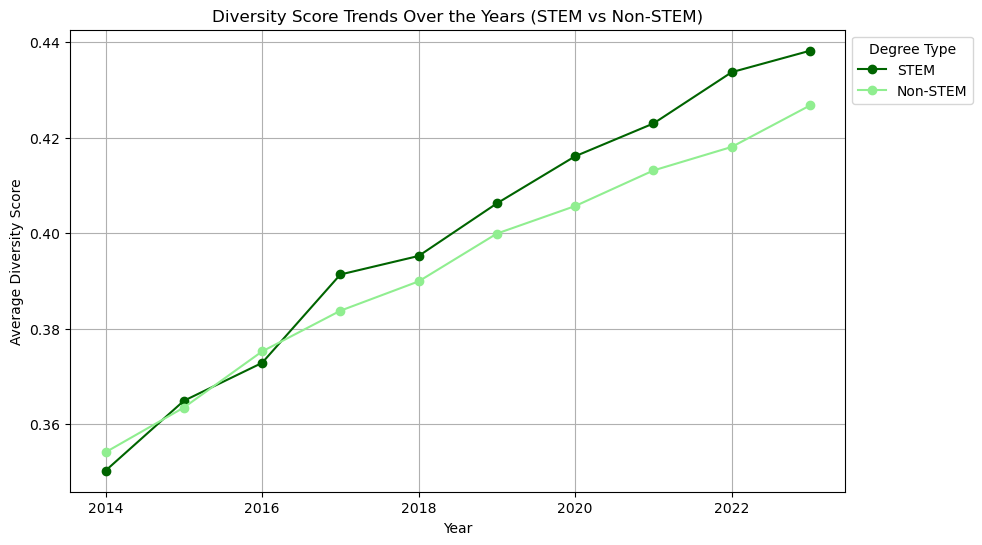 Diversity Score Trends Over the Years (STEM vs Non-STEM)
Degree Type
STEM
Non-STEM
Average Diversity Score
0.44
0.42
0.40
0.38
0.36
2014
2016
2018
2020
2022
Year